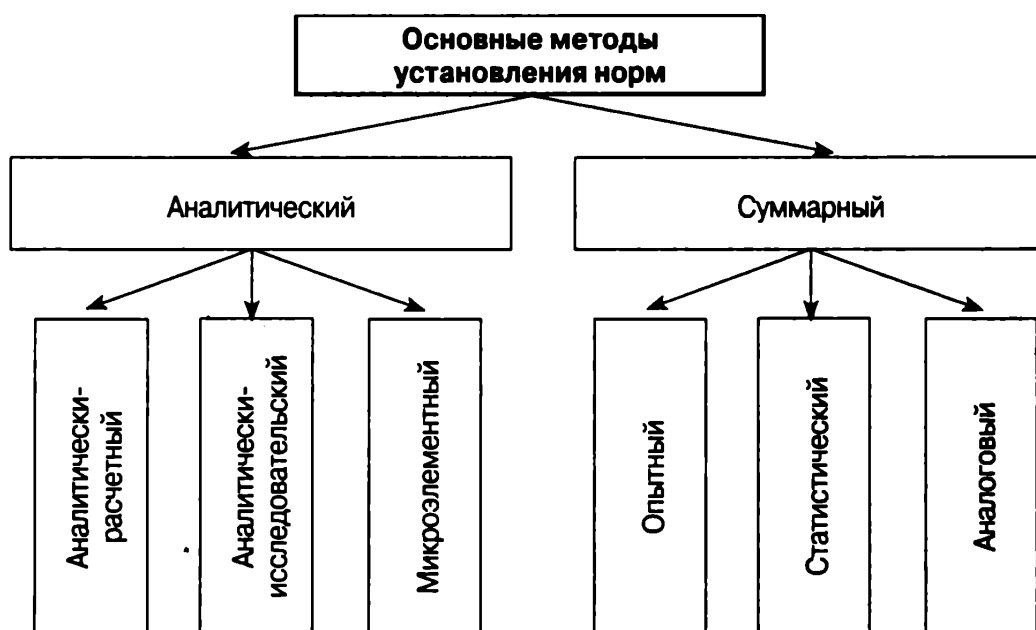 Основные методы
установления норм
Аналитический
Суммарный
Аналитически-
расчетный
Аналитически-
исследовательский
Микроэлементный
Опытный
Статистический
Аналоговый